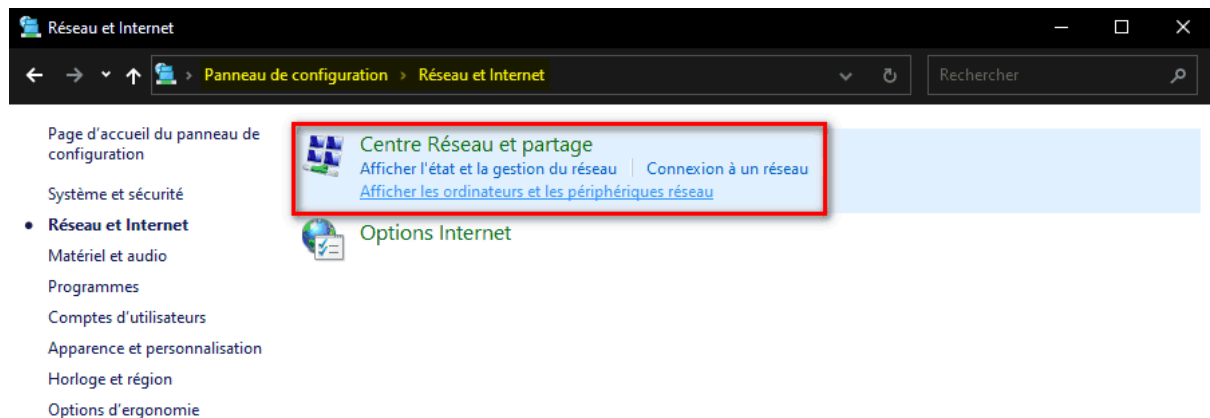 Réseau et Internet
Panneau de configuration > Réseau et Internet
Rechercher
Page d'accueil du panneau de
configuration
Système et sécurité
Réseau et Internet
Matériel et audio
Programmes
Comptes d'utilisateurs
Apparence et personnalisation
Horloge et région
Options d'ergonomie
Centre Réseau et partage
Afficher l'état et la gestion du réseau | Connexion à un réseau
Afficher les ordinateurs et les périphériques réseau
Options Internet